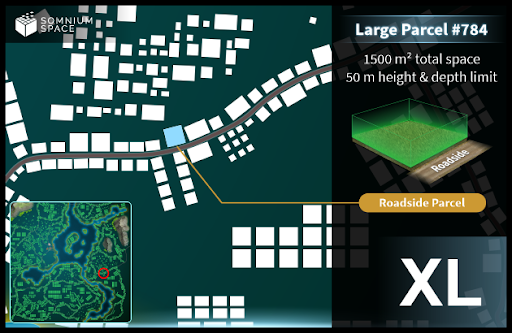 SOMNIUM
SPACE
Large Parcel #784
1500 m² total space
50 m height & depth limit
Roadside
Roadside Parcel
XL